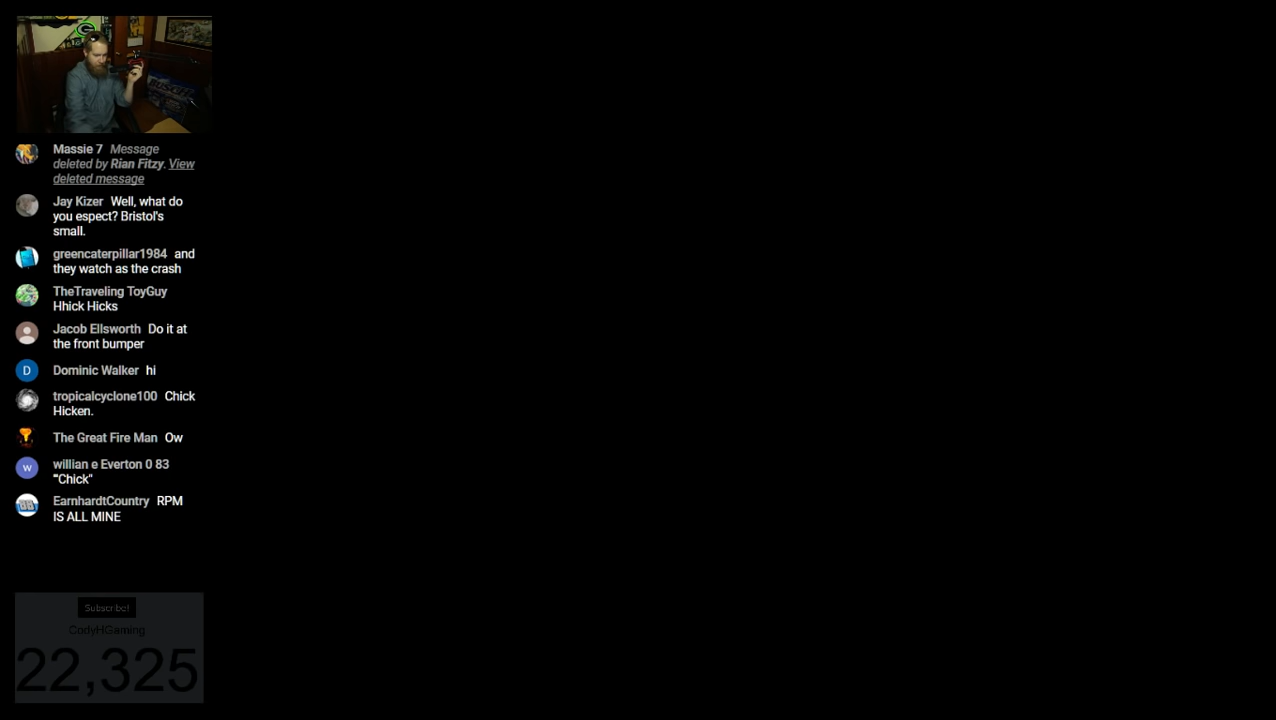 G
Massie 7 Message
deleted by Rian Fitzy. View
deleted message
Jay Kizer Well, what do
you espect? Bristol's
small.
greencaterpillar1984 and
they watch as the crash
TheTraveling ToyGuy
Hhick Hicks
Jacob Ellsworth Do it at
the front bumper
D
Dominic Walker hi
tropicalcyclone100 Chick
Hicken.
The Great Fire Man Ow
w
willian e Everton 0 83
"Chick"
88
EarnhardtCountry RPM
IS ALL MINE
Subscribe!
CodyHGaming
22,325